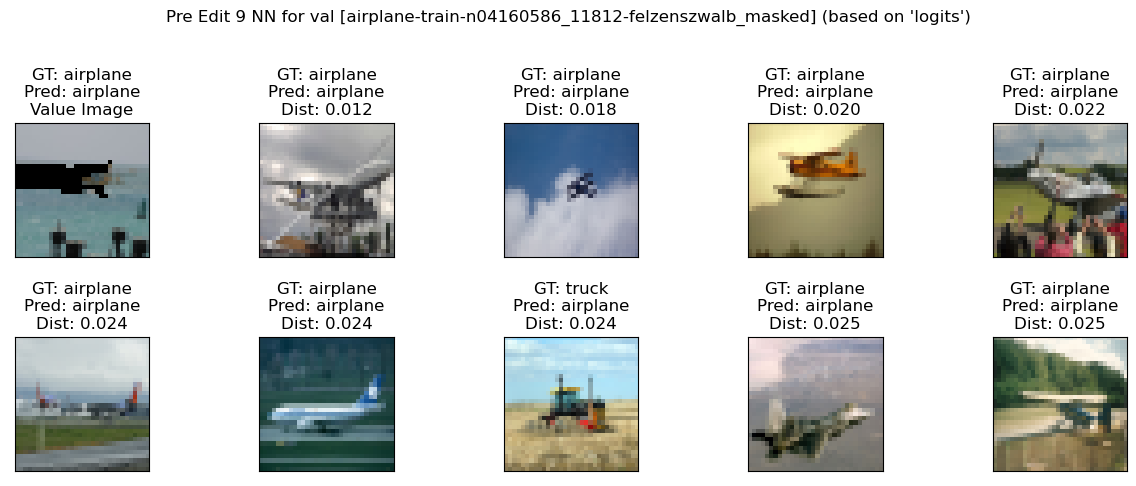 Pre Edit 9 NN for val [airplane-train-n04160586_11812-felzenszwalb_masked] (based on 'logits')
GT: airplane
Pred: airplane
Value Image
GT: airplane
Pred: airplane
Dist: 0.012
GT: airplane
Pred: airplane
Dist: 0.018
GT: airplane
Pred: airplane
Dist: 0.020
GT: airplane
Pred: airplane
Dist: 0.022
GT: airplane
Pred: airplane
Dist: 0.024
GT: airplane
Pred: airplane
Dist: 0.024
GT: truck
Pred: airplane
Dist: 0.024
GT: airplane
Pred: airplane
Dist: 0.025
GT: airplane
Pred: airplane
Dist: 0.025